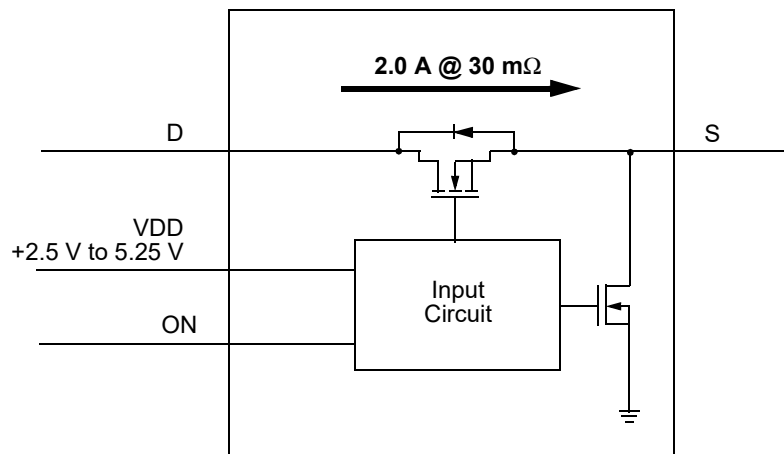 2.0 A @ 30 mΩ
D
S
VDD
+2.5 V to 5.25 V
ON
Input
Circuit